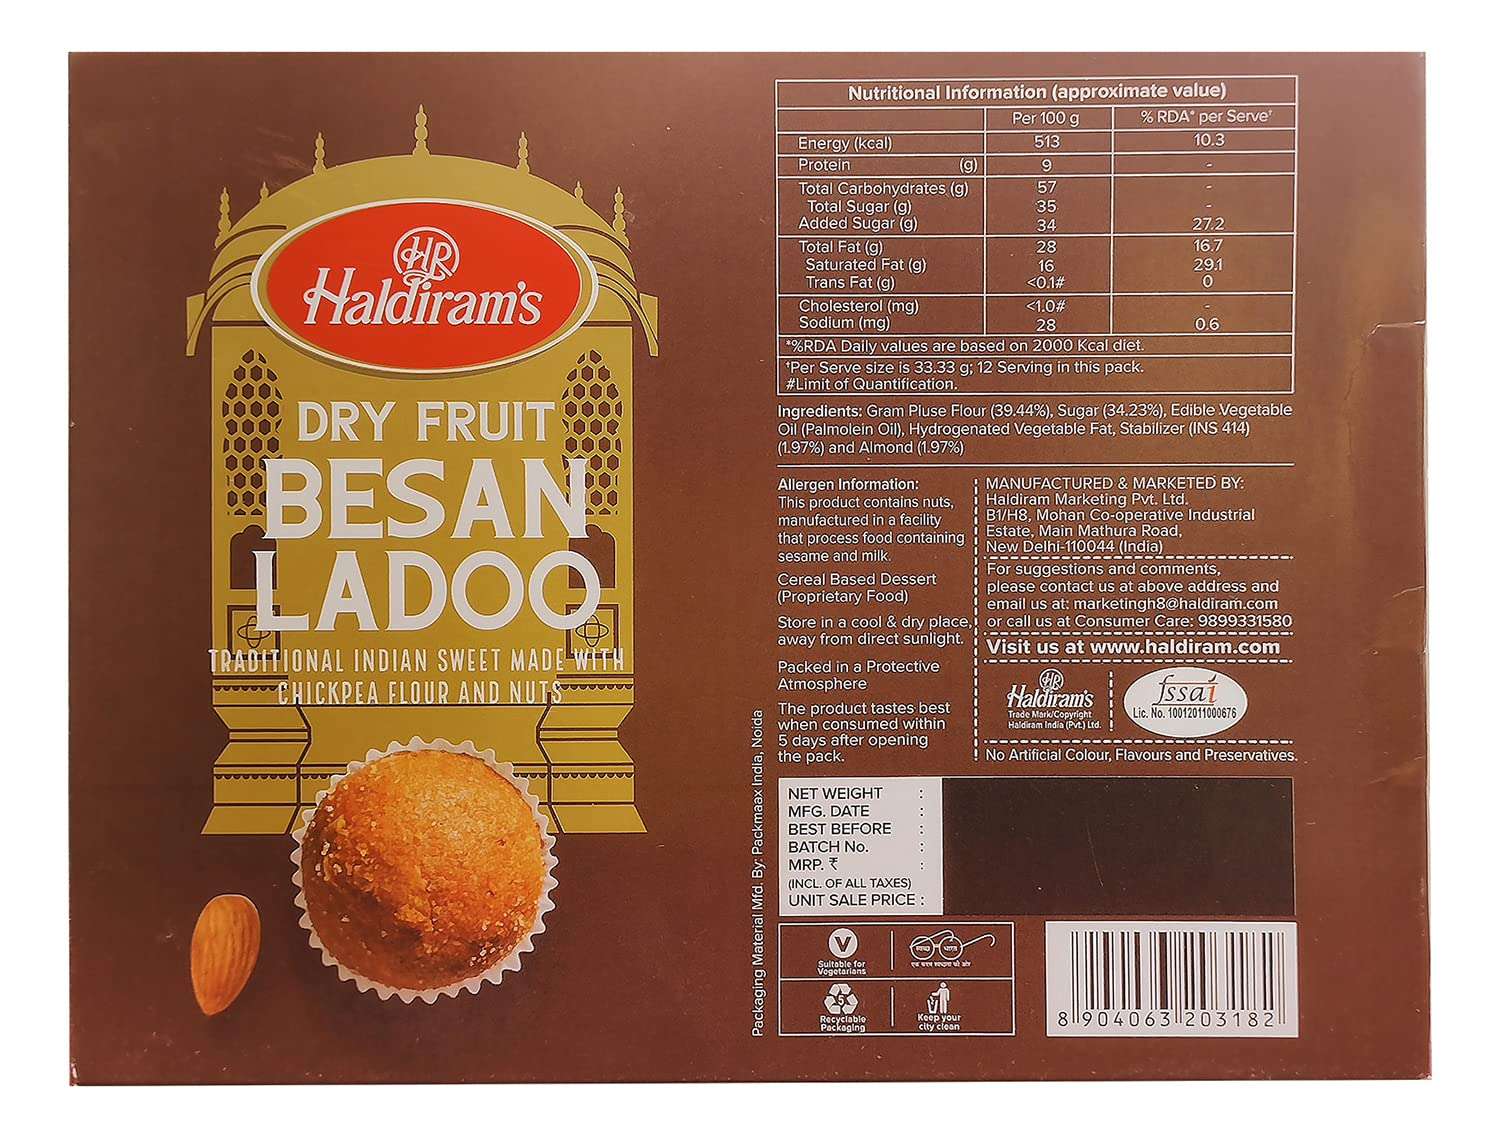 HR
Haldiram's
DRY FRUIT
BESAN
LADOO
TRADITIONAL INDIAN SWEET MADE WITH
CHICKPEA FLOUR AND NUTS
Nutritional Information (approximate value)
Per 100 g % RDA* per Serve†
Energy (kcal) 513 10.3
Protein (g) 9 -
Total Carbohydrates (g) 57 -
Total Sugar (g) 35 -
Added Sugar (g) 34 27.2
Total Fat (g) 28 16.7
Saturated Fat (g) 16 29.1
Trans Fat (g) <0.1# 0
Cholesterol (mg) <1.0# -
Sodium (mg) 28 0.6
*%RDA Daily values are based on 2000 Kcal diet.
†Per Serve size is 33.33 g; 12 Serving in this pack.
#Limit of Quantification.
Ingredients: Gram Pluse Flour (39.44%), Sugar (34.23%), Edible Vegetable
Oil (Palmolein Oil), Hydrogenated Vegetable Fat, Stabilizer (INS 414)
(1.97%) and Almond (1.97%)
Allergen Information:
This product contains nuts,
manufactured in a facility
that process food containing
sesame and milk.
Cereal Based Dessert
(Proprietary Food)
Store in a cool & dry place,
away from direct sunlight.
Packed in a Protective
Atmosphere
The product tastes best
when consumed within
5 days after opening
the pack.
MANUFACTURED & MARKETED BY:
Haldiram Marketing Pvt. Ltd.
B1/H8, Mohan Co-operative Industrial
Estate, Main Mathura Road,
New Delhi-110044 (India)
For suggestions and comments,
please contact us at above address and
email us at: marketingh8@haldiram.com
or call us at Consumer Care: 9899331580
Visit us at www.haldiram.com
HR
Haldiram's
Trade Mark/Copyright
Haldiram India (Pvt.) Ltd.
fssai
Lic. No. 10012011000676
No Artificial Colour, Flavours and Preservatives.
NET WEIGHT :
MFG. DATE :
BEST BEFORE :
BATCH No. :
MRP. ₹ :
(INCL. OF ALL TAXES)
UNIT SALE PRICE :
Packaging Material Mfd. By: Packmaax India, Noida
V
Suitable for
Vegetarians
स्वच्छ भारत
एक कदम स्वच्छता की ओर
5
Recyclable
Packaging
Keep your
city clean
8 904063 203182